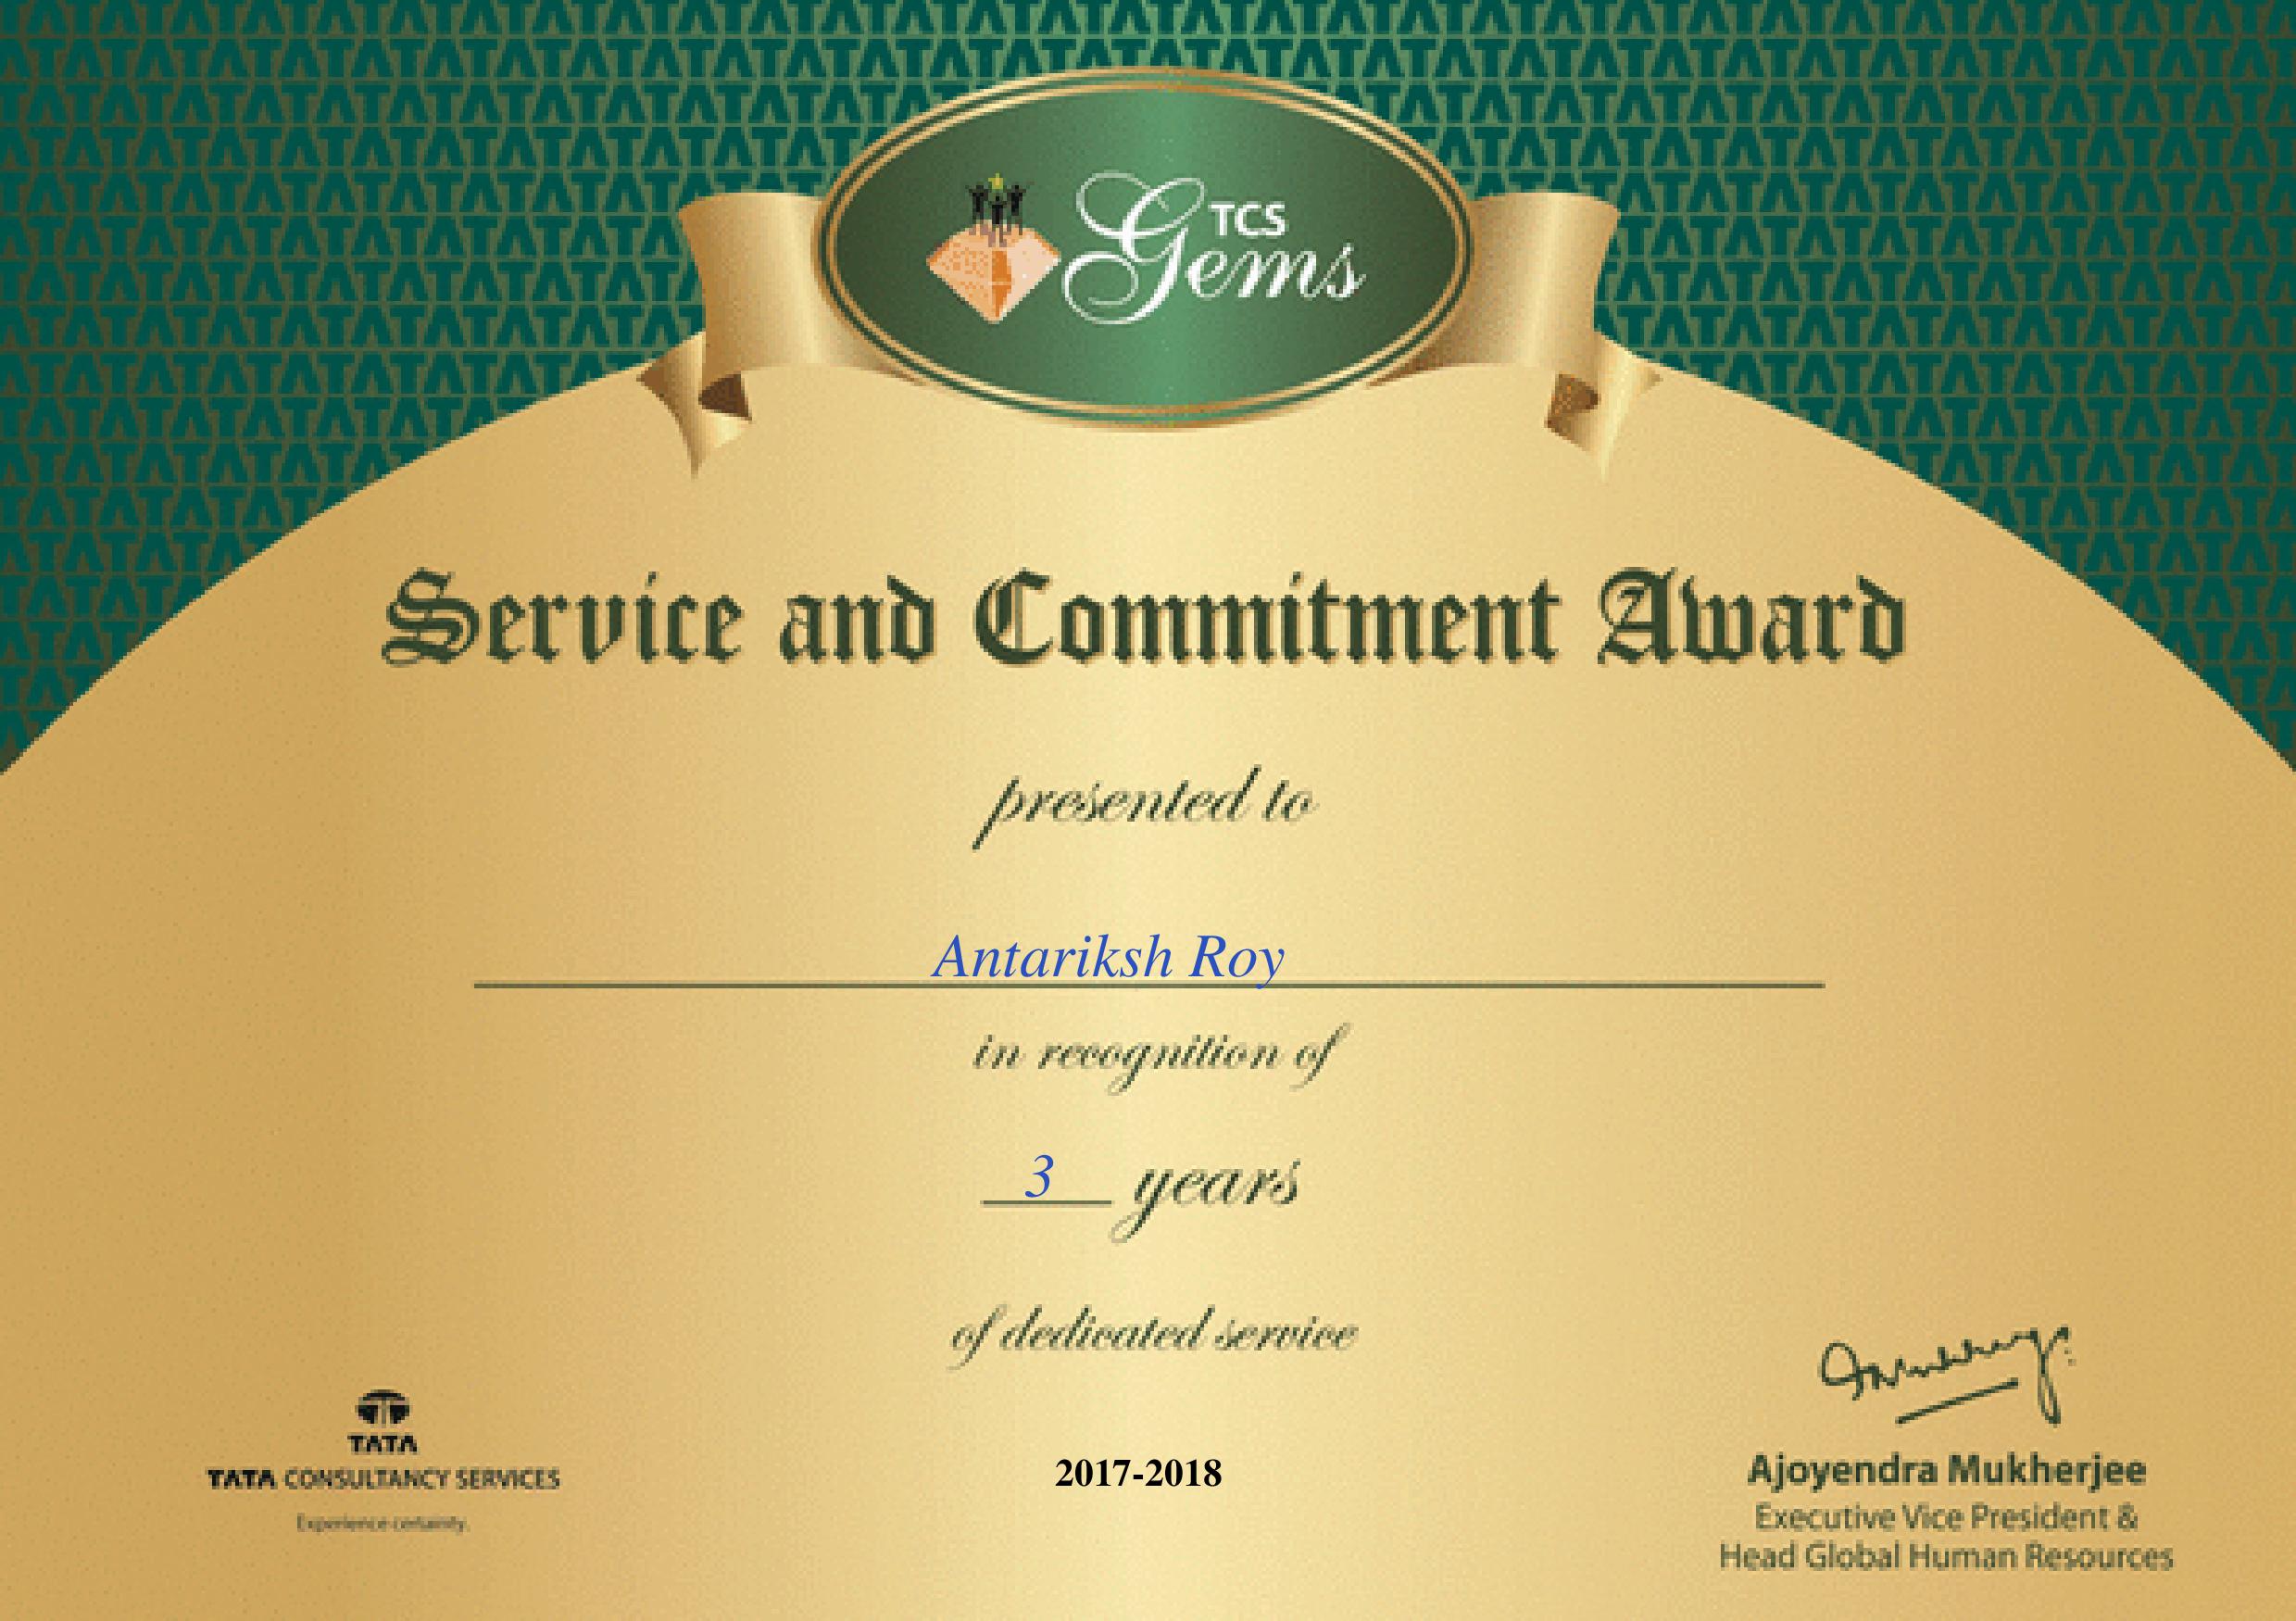 TCS
Gems
Service and Commitment Award
presented to
Antariksh Roy
in recognition of
3 years
of dedicated service
TATA
TATA CONSULTANCY SERVICES
Experience certainty.
2017-2018
Ajoyendra Mukherjee
Executive Vice President &
Head Global Human Resources